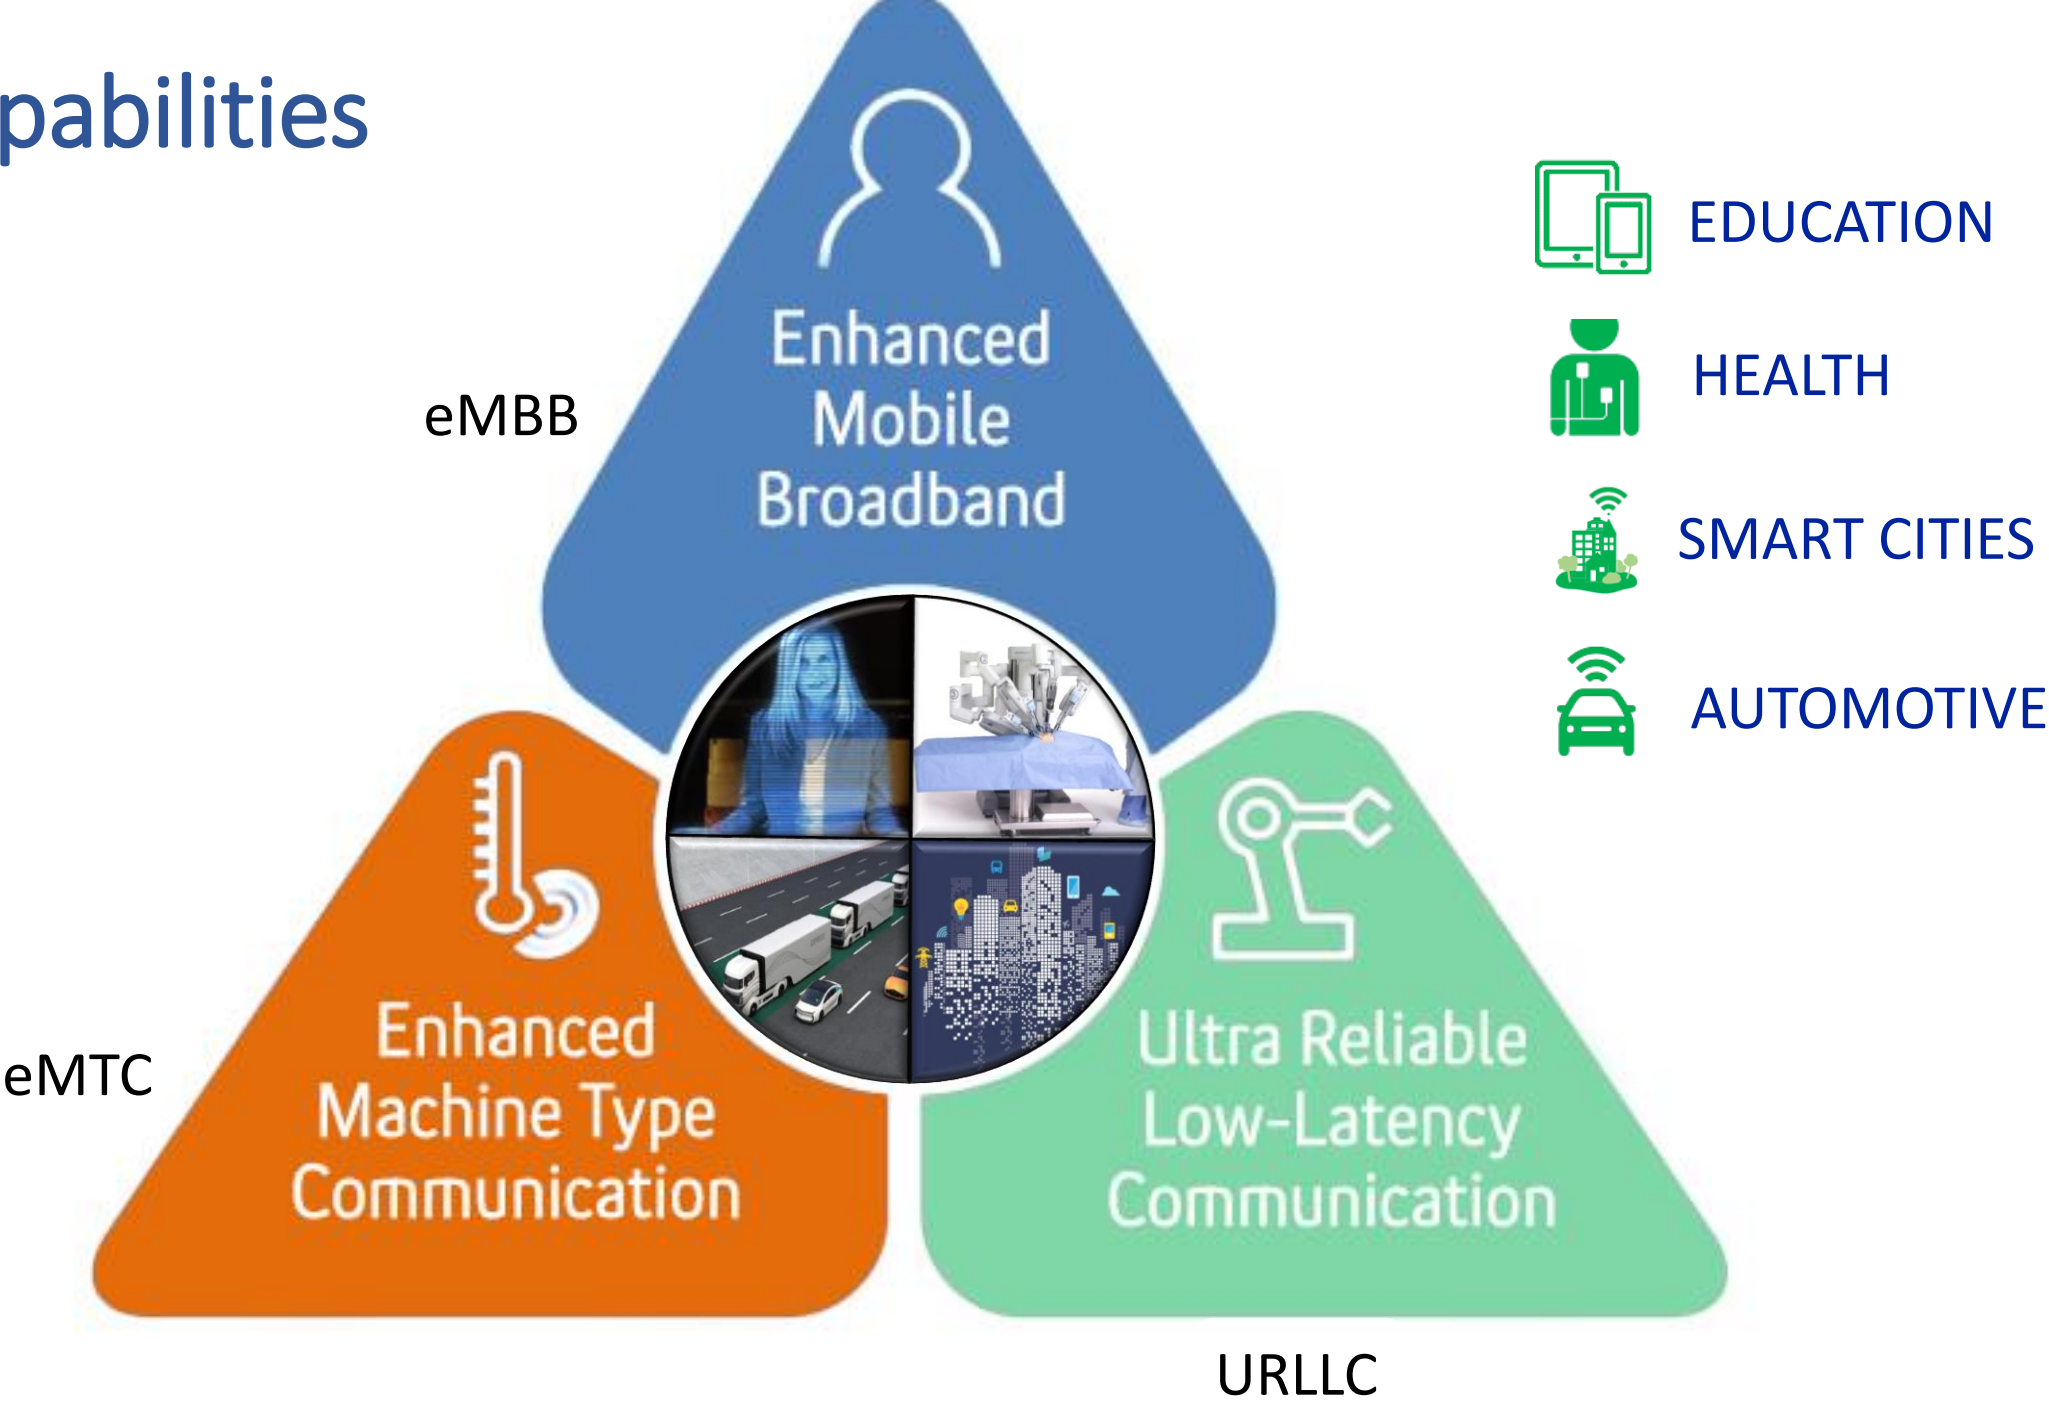 pabilities
Enhanced
Mobile
Broadband
eMBB
EDUCATION
HEALTH
SMART CITIES
AUTOMOTIVE
Enhanced
Machine Type
Communication
eMTC
Ultra Reliable
Low-Latency
Communication
URLLC